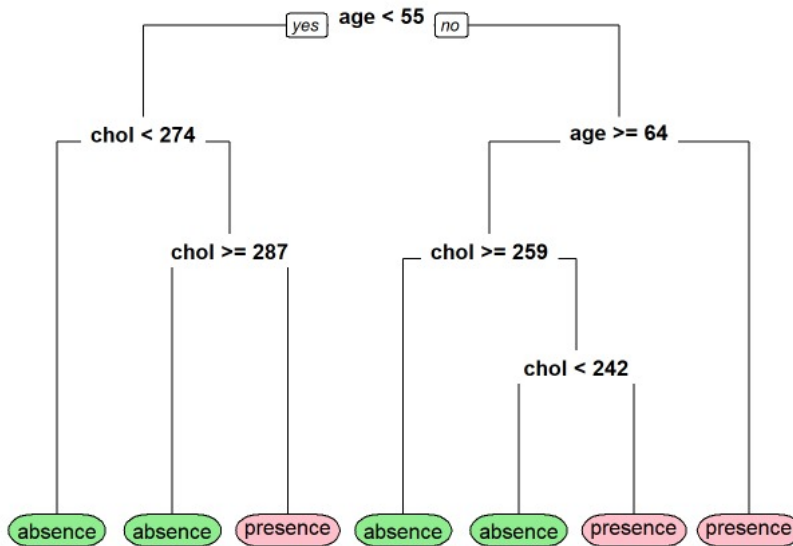 yes age < 55 no
chol < 274 age >= 64
chol >= 287 chol >= 259
chol < 242
absence absence presence absence absence presence presence